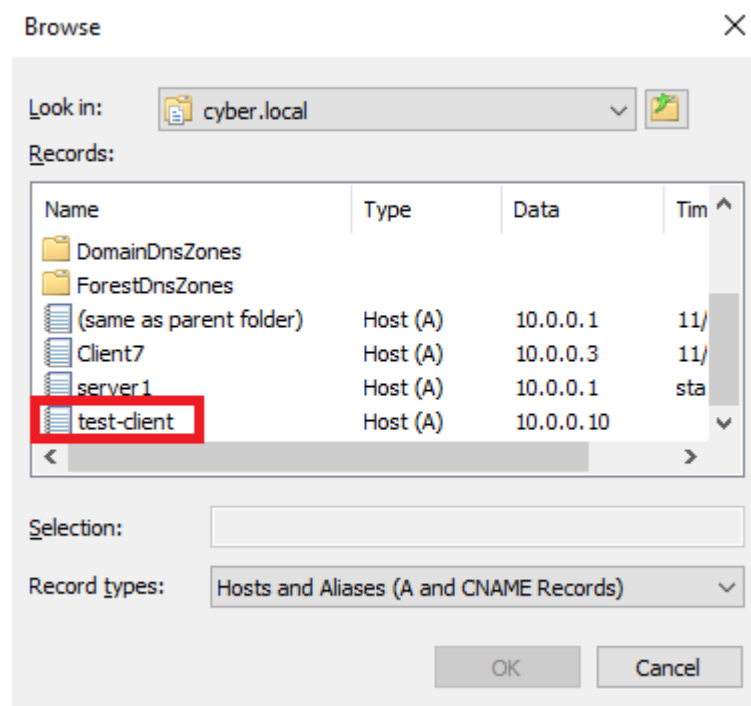 Browse
Look in: cyber.local
Records:
Name Type Data Tim
DomainDnsZones
ForestDnsZones
(same as parent folder) Host (A) 10.0.0.1 11/
Client7 Host (A) 10.0.0.3 11/
server1 Host (A) 10.0.0.1 sta
test-client Host (A) 10.0.0.10
Selection:
Record types: Hosts and Aliases (A and CNAME Records)
OK Cancel